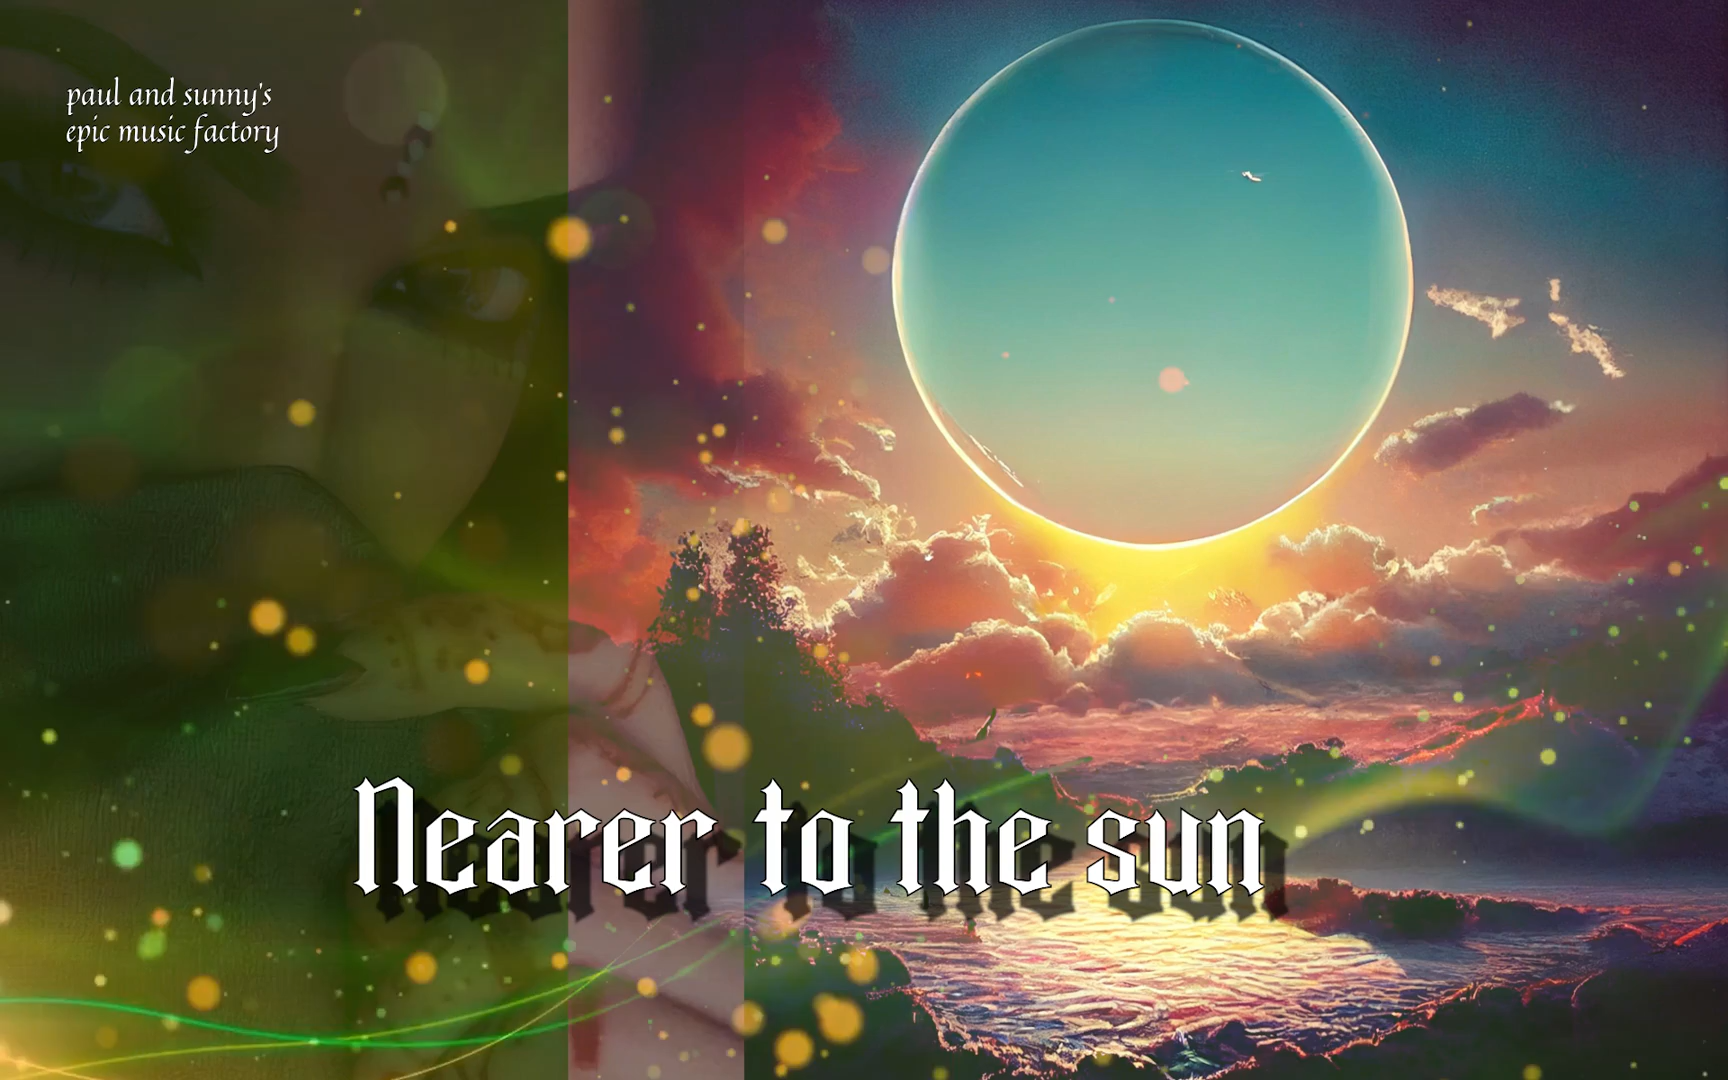 paul and sunny's
epic music factory
Nearer to the sun